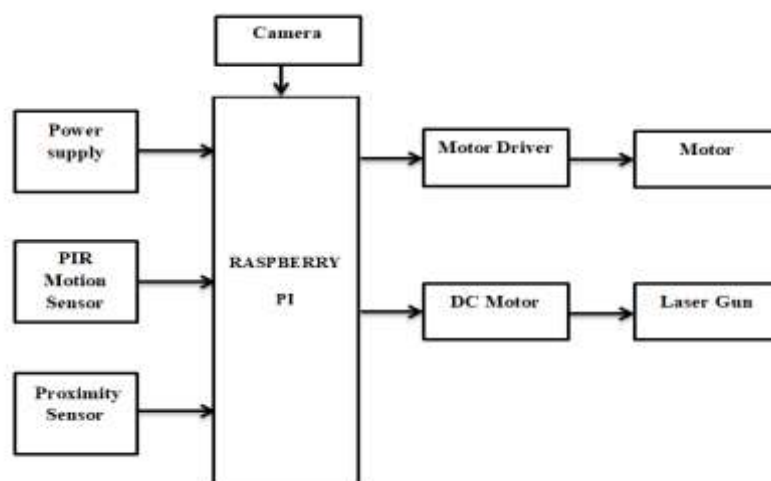 Camera
Power
supply
Motor Driver
Motor
PIR
Motion
Sensor
RASPBERRY
PI
DC Motor
Laser Gun
Proximity
Sensor